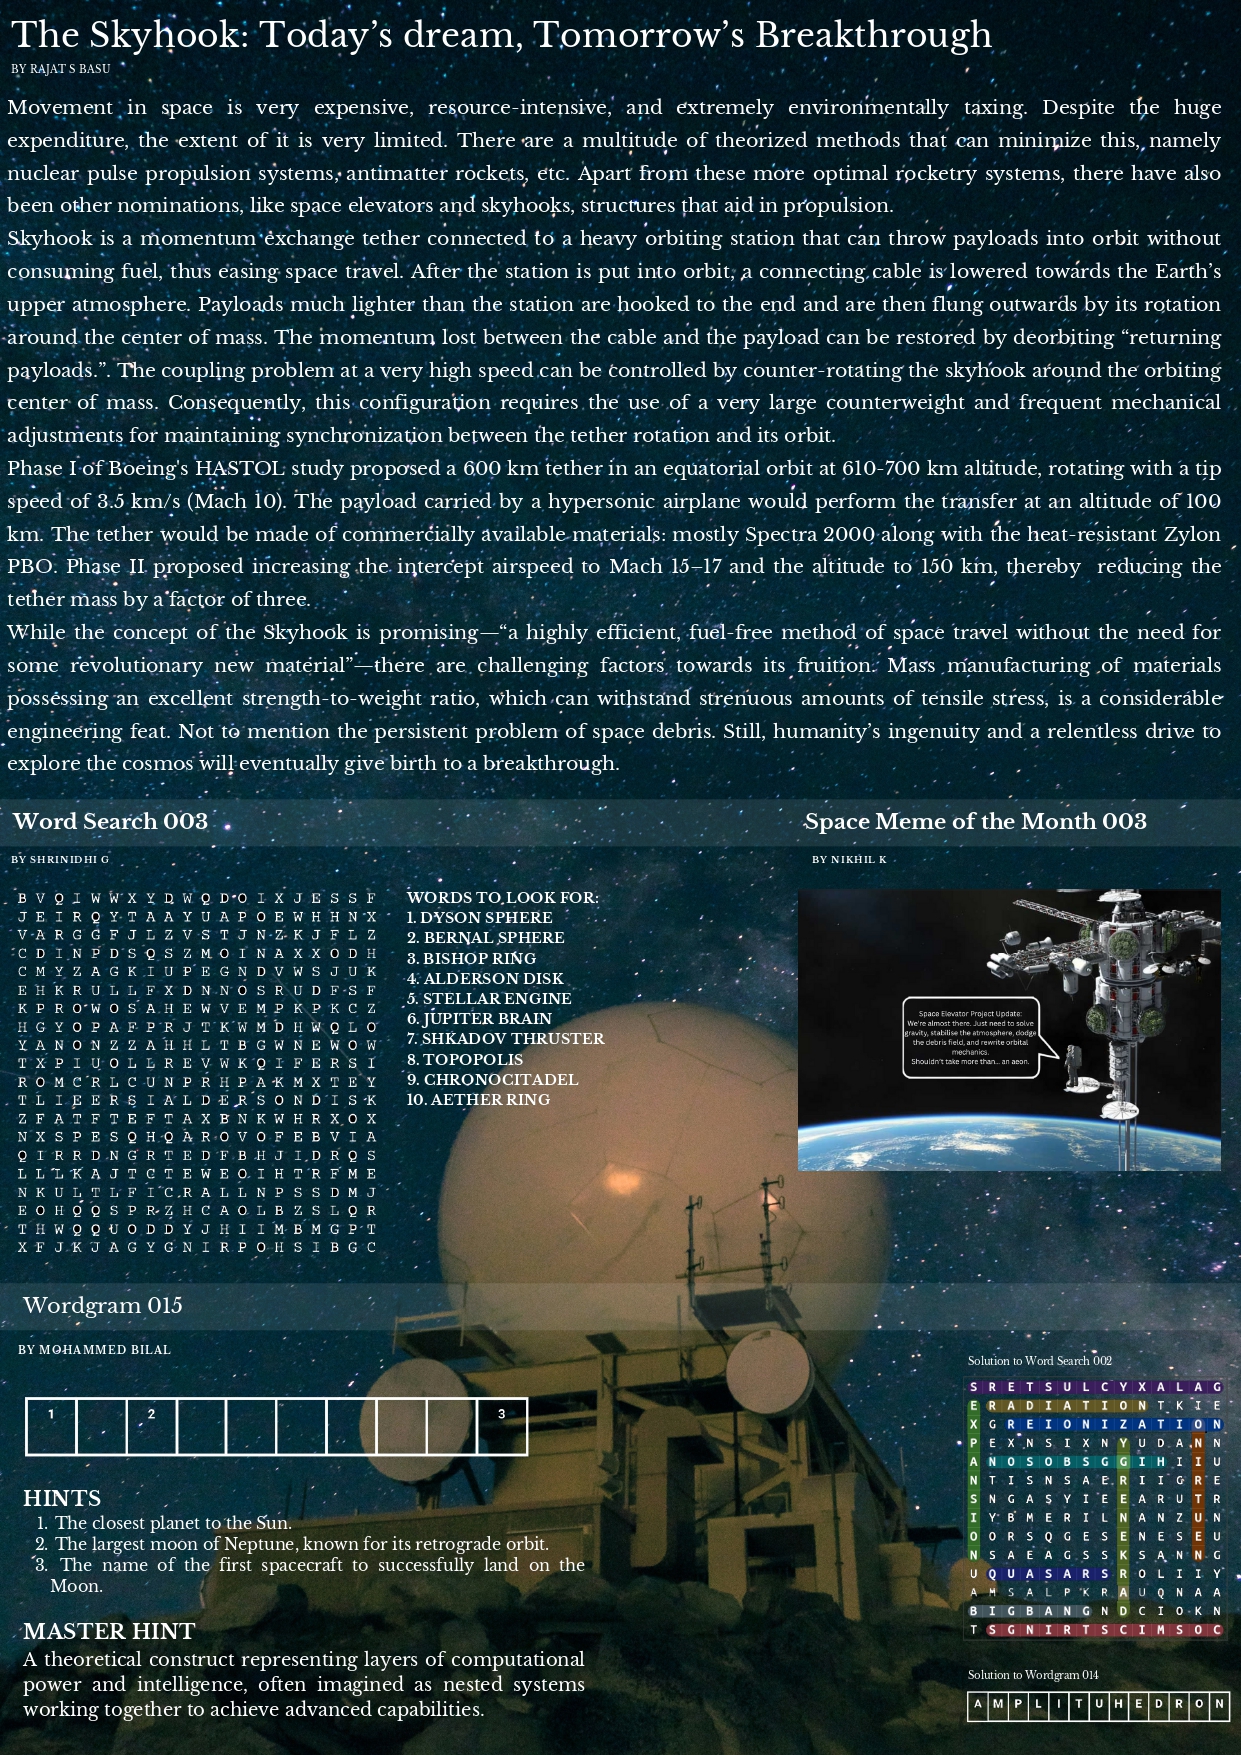 The Skyhook: Today’s dream, Tomorrow’s Breakthrough
BY RAJAT S BASU
Movement in space is very expensive, resource-intensive, and extremely environmentally taxing. Despite the huge
expenditure, the extent of it is very limited. There are a multitude of theorized methods that can minimize this, namely
nuclear pulse propulsion systems, antimatter rockets, etc. Apart from these more optimal rocketry systems, there have also
been other nominations, like space elevators and skyhooks, structures that aid in propulsion.
Skyhook is a momentum exchange tether connected to a heavy orbiting station that can throw payloads into orbit without
consuming fuel, thus easing space travel. After the station is put into orbit, a connecting cable is lowered towards the Earth’s
upper atmosphere. Payloads much lighter than the station are hooked to the end and are then flung outwards by its rotation
around the center of mass. The momentum lost between the cable and the payload can be restored by deorbiting “returning
payloads.”. The coupling problem at a very high speed can be controlled by counter-rotating the skyhook around the orbiting
center of mass. Consequently, this configuration requires the use of a very large counterweight and frequent mechanical
adjustments for maintaining synchronization between the tether rotation and its orbit.
Phase I of Boeing's HASTOL study proposed a 600 km tether in an equatorial orbit at 610-700 km altitude, rotating with a tip
speed of 3.5 km/s (Mach 10). The payload carried by a hypersonic airplane would perform the transfer at an altitude of 100
km. The tether would be made of commercially available materials: mostly Spectra 2000 along with the heat-resistant Zylon
PBO. Phase II proposed increasing the intercept airspeed to Mach 15–17 and the altitude to 150 km, thereby reducing the
tether mass by a factor of three.
While the concept of the Skyhook is promising—“a highly efficient, fuel-free method of space travel without the need for
some revolutionary new material”—there are challenging factors towards its fruition. Mass manufacturing of materials
possessing an excellent strength-to-weight ratio, which can withstand strenuous amounts of tensile stress, is a considerable
engineering feat. Not to mention the persistent problem of space debris. Still, humanity’s ingenuity and a relentless drive to
explore the cosmos will eventually give birth to a breakthrough.
Word Search 003
BY SHRINIDHI G
B V Q I W W X Y D W Q D O I X J E S S F
J E I R Q Y T A A Y U A P O E W H H N X
V A R G G F J L Z V S T J N Z K J F L Z
C D I N P D S Q S Z M O I N A X X O D H
C M Y Z A G K I U P E G N D V W S J U K
E H K R U L L F X D N N O S R U D F S F
K P R O W O S A H E W V E M P K P K C Z
H G Y O P A F P R J T K W M D H W Q L O
Y A N O N Z Z A H H L T B G W N E W O W
T X P I U O L L R E V W K Q I F E R S I
R O M C R L C U N P R H P A K M X T E Y
T L I E E R S I A L D E R S O N D I S K
Z F A T F T E F T A X B N K W H R X O X
N X S P E S Q H Q A R O V O F E B V I A
Q I R R D N G R T E D F B H J I D R Q S
L L L K A J T C T E W E O I H T R F M E
N K U L T L F I C R A L L N P S S D M J
E O H Q Q S P R Z H C A O L B Z S L Q R
T H W Q Q U O D D Y J H I I M B M G P T
X F J K J A G Y G N I R P O H S I B G C
WORDS TO LOOK FOR:
1. DYSON SPHERE
2. BERNAL SPHERE
3. BISHOP RING
4. ALDERSON DISK
5. STELLAR ENGINE
6. JUPITER BRAIN
7. SHKADOV THRUSTER
8. TOPOPOLIS
9. CHRONOCITADEL
10. AETHER RING
Space Meme of the Month 003
BY NIKHIL K
Space Elevator Project Update:
We're almost there. Just need to solve
gravity, stabilise the atmosphere, dodge
the debris field, and rewrite orbital
mechanics.
Shouldn't take more than... an aeon.
Wordgram 015
BY MOHAMMED BILAL
1 2 3
HINTS
1. The closest planet to the Sun.
2. The largest moon of Neptune, known for its retrograde orbit.
3. The name of the first spacecraft to successfully land on the
Moon.
MASTER HINT
A theoretical construct representing layers of computational
power and intelligence, often imagined as nested systems
working together to achieve advanced capabilities.
Solution to Word Search 002
S R E T S U L C Y X A L A G
E R A D I A T I O N T K I E
X G R E I O N I Z A T I O N
P E X N S I X N Y U D A N N
A N O S O B S G G I H I I U
N T I S N S A E R I I G R E
S N G A S Y I E E A R U T R
I Y B M E R I L N A N Z U N
O O R S Q G E S E N E S E U
N S A E A G S S K S A N N G
U Q U A S A R S R O L I I Y
A M S A L P K R A U Q N A A
B I G B A N G N D C I O K N
T S G N I R T S C I M S O C
Solution to Wordgram 014
A M P L I T U H E D R O N